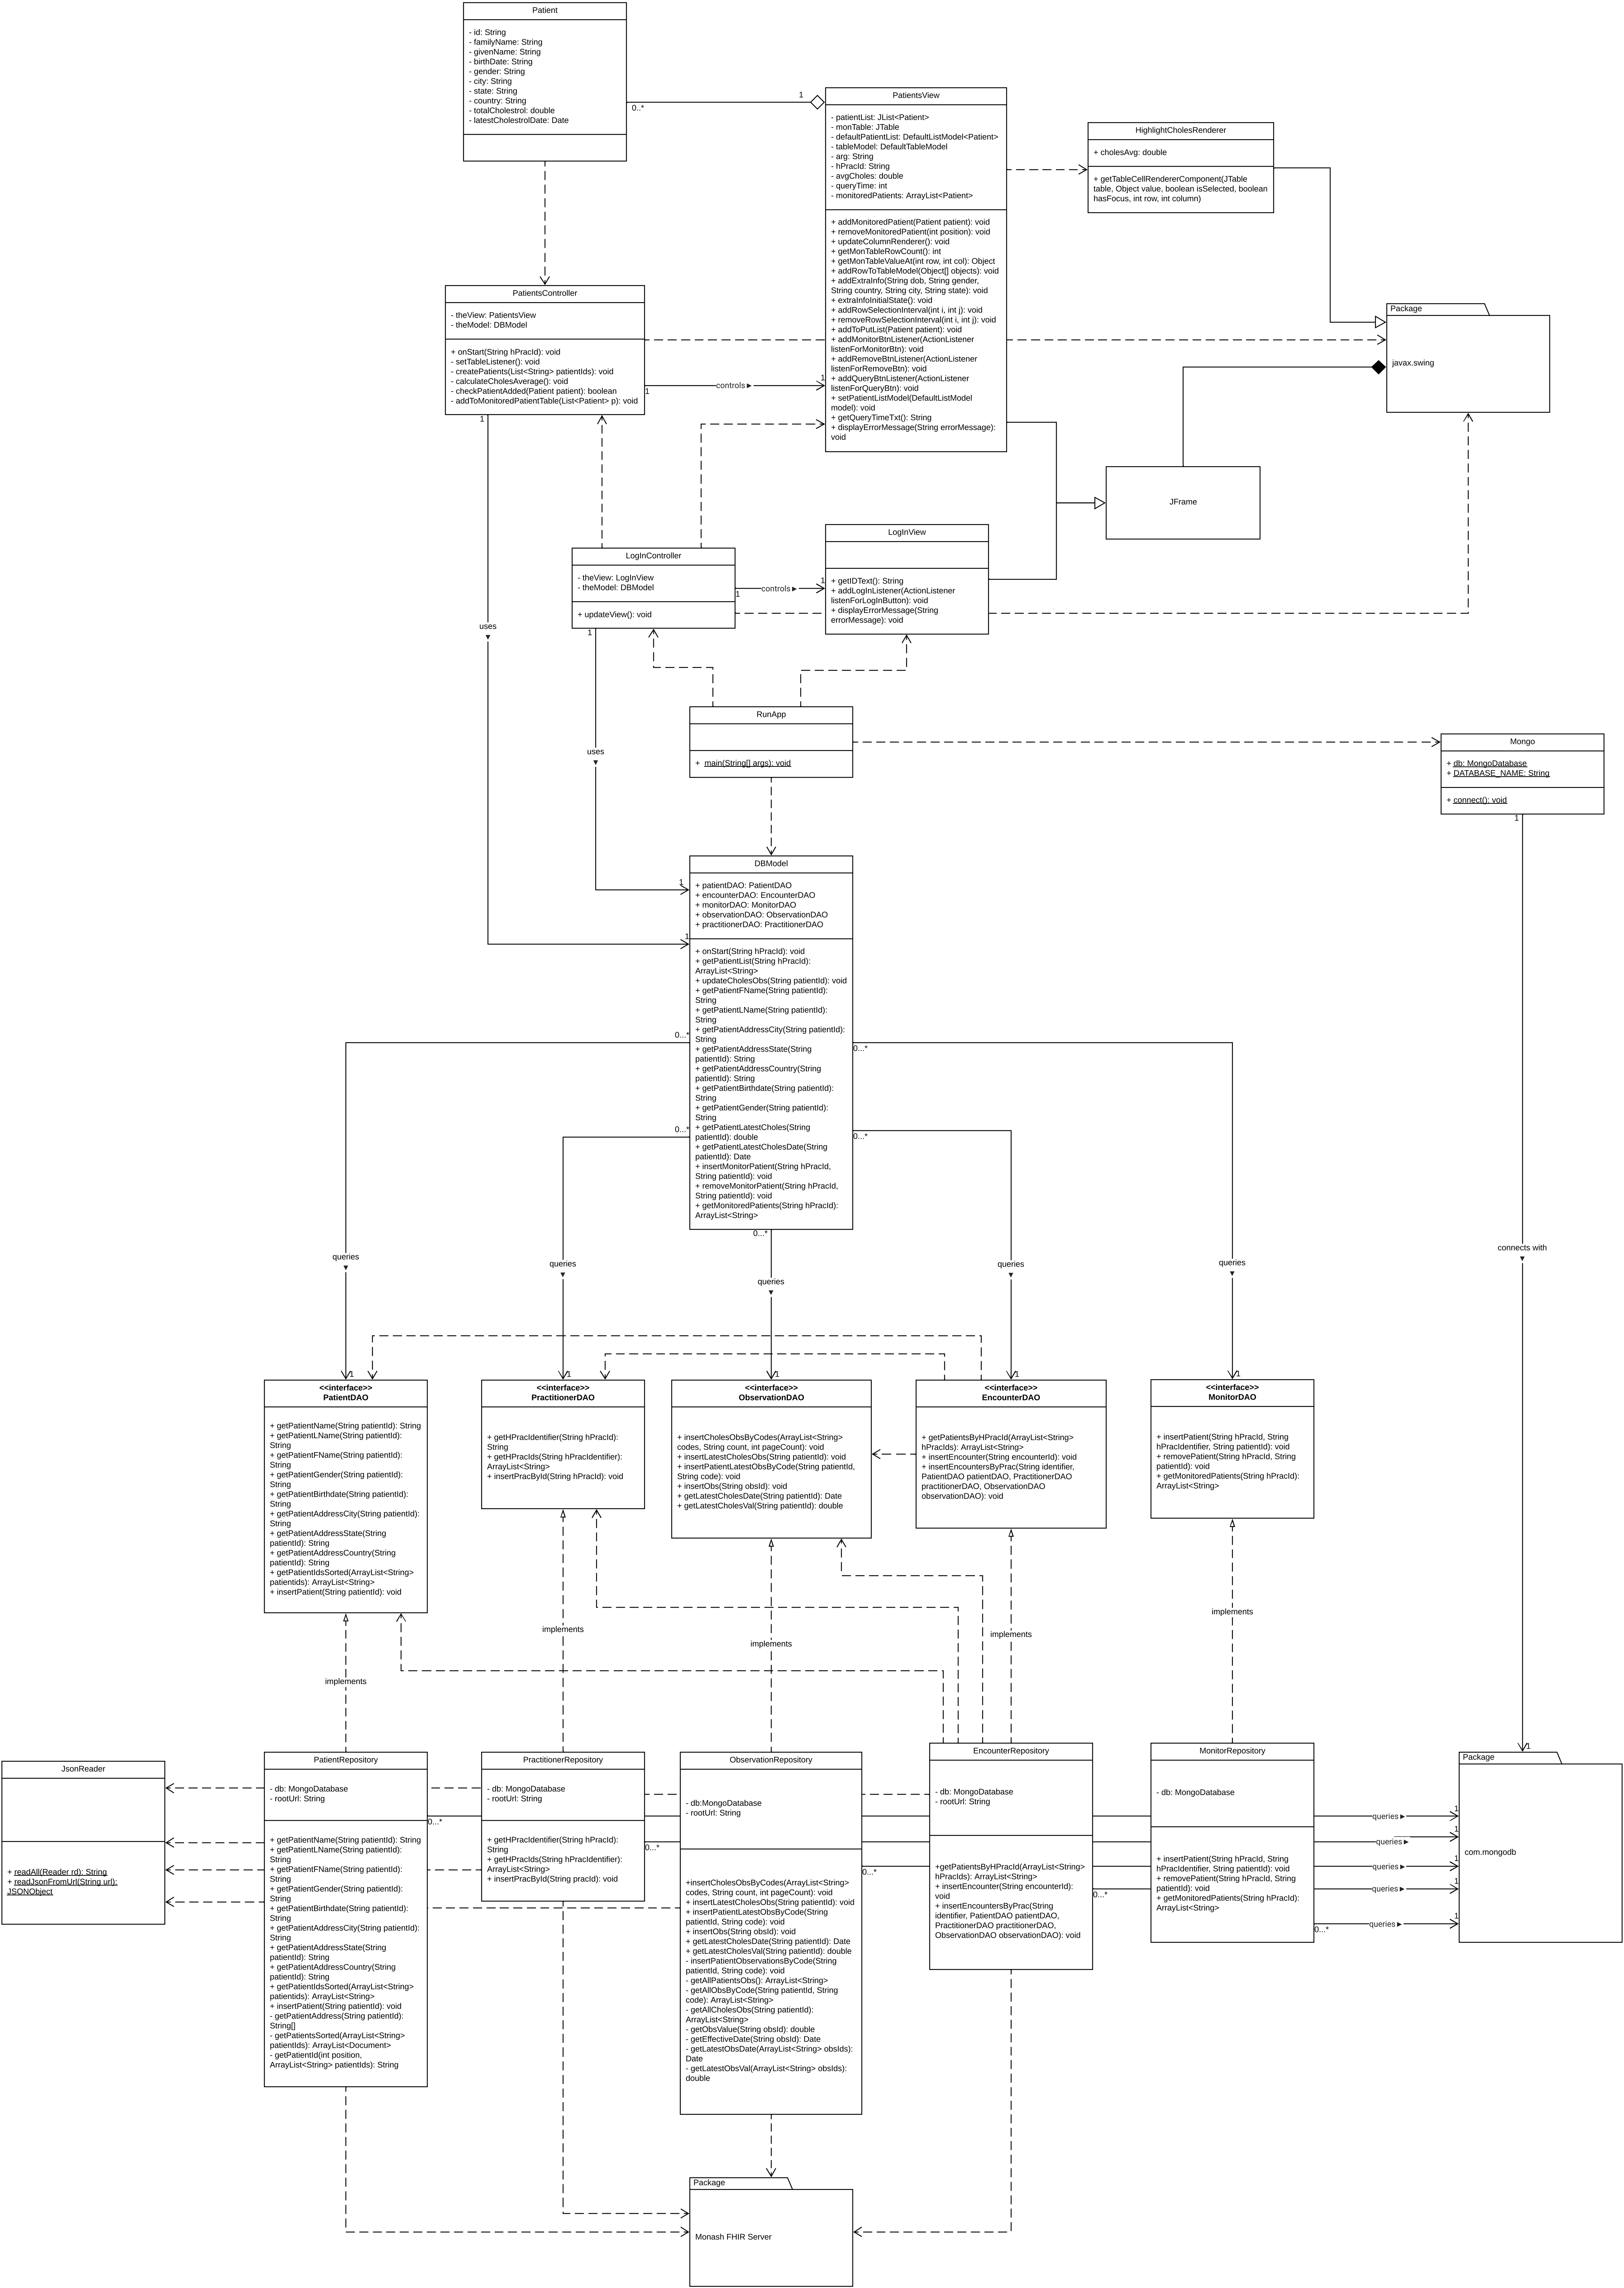 Patient
- id: String
- familyName: String
- givenName: String
- birthDate: String
- gender: String
- city: String
- state: String
- country: String
- totalCholestrol: double
- latestCholestrolDate: Date
0..*
1
PatientsView
- patientList: JList<Patient>
- monTable: JTable
- defaultPatientList: DefaultListModel<Patient>
- tableModel: DefaultTableModel
- arg: String
- hPracId: String
- avgCholes: double
- queryTime: int
- monitoredPatients: ArrayList<Patient>
+ addMonitoredPatient(Patient patient): void
+ removeMonitoredPatient(int position): void
+ updateColumnRenderer(): void
+ getMonTableRowCount(): int
+ getMonTableValueAt(int row, int col): Object
+ addRowToTableModel(Object[] objects): void
+ addExtraInfo(String dob, String gender,
String country, String city, String state): void
+ extraInfoInitialState(): void
+ addRowSelectionInterval(int i, int j): void
+ removeRowSelectionInterval(int i, int j): void
+ addToPutList(Patient patient): void
+ addMonitorBtnListener(ActionListener
listenForMonitorBtn): void
+ addRemoveBtnListener(ActionListener
listenForRemoveBtn): void
+ addQueryBtnListener(ActionListener
listenForQueryBtn): void
+ setPatientListModel(DefaultListModel
model): void
+ getQueryTimeTxt(): String
+ displayErrorMessage(String errorMessage):
void
HighlightCholesRenderer
+ cholesAvg: double
+ getTableCellRendererComponent(JTable
table, Object value, boolean isSelected, boolean
hasFocus, int row, int column)
Package
javax.swing
PatientsController
- theView: PatientsView
- theModel: DBModel
+ onStart(String hPracId): void
- setTableListener(): void
- createPatients(List<String> patientIds): void
- calculateCholesAverage(): void
- checkPatientAdded(Patient patient): boolean
- addToMonitoredPatientTable(List<Patient> p): void
1
controls ►
1
1
JFrame
LogInView
+ getIDText(): String
+ addLogInListener(ActionListener
listenForLogInButton): void
+ displayErrorMessage(String
errorMessage): void
LogInController
- theView: LogInView
- theModel: DBModel
+ updateView(): void
1
controls ►
1
1
uses
▼
uses
▼
RunApp
+ main(String[] args): void
Mongo
+ db: MongoDatabase
+ DATABASE_NAME: String
+ connect(): void
1
DBModel
+ patientDAO: PatientDAO
+ encounterDAO: EncounterDAO
+ monitorDAO: MonitorDAO
+ observationDAO: ObservationDAO
+ practitionerDAO: PractitionerDAO
+ onStart(String hPracId): void
+ getPatientList(String hPracId):
ArrayList<String>
+ updateCholesObs(String patientId): void
+ getPatientFName(String patientId):
String
+ getPatientLName(String patientId):
String
+ getPatientAddressCity(String patientId):
String
+ getPatientAddressState(String
patientId): String
+ getPatientAddressCountry(String
patientId): String
+ getPatientBirthdate(String patientId):
String
+ getPatientGender(String patientId):
String
+ getPatientLatestCholes(String
patientId): double
+ getPatientLatestCholesDate(String
patientId): Date
+ insertMonitorPatient(String hPracId,
String patientId): void
+ removeMonitorPatient(String hPracId,
String patientId): void
+ getMonitoredPatients(String hPracId):
ArrayList<String>
1
1
0...*
0...*
0...*
0...*
0...*
queries
▼
queries
▼
queries
▼
queries
▼
queries
▼
connects with
▼
1
1
1
1
1
<<interface>>
PatientDAO
+ getPatientName(String patientId): String
+ getPatientLName(String patientId):
String
+ getPatientFName(String patientId):
String
+ getPatientGender(String patientId):
String
+ getPatientBirthdate(String patientId):
String
+ getPatientAddressCity(String patientId):
String
+ getPatientAddressState(String
patientId): String
+ getPatientAddressCountry(String
patientId): String
+ getPatientIdsSorted(ArrayList<String>
patientids): ArrayList<String>
+ insertPatient(String patientId): void
<<interface>>
PractitionerDAO
+ getHPracIdentifier(String hPracId):
String
+ getHPracIds(String hPracIdentifier):
ArrayList<String>
+ insertPracById(String hPracId): void
<<interface>>
ObservationDAO
+ insertCholesObsByCodes(ArrayList<String>
codes, String count, int pageCount): void
+ insertLatestCholesObs(String patientId): void
+ insertPatientLatestObsByCode(String patientId,
String code): void
+ insertObs(String obsId): void
+ getLatestCholesDate(String patientId): Date
+ getLatestCholesVal(String patientId): double
<<interface>>
EncounterDAO
+ getPatientsByHPracId(ArrayList<String>
hPracIds): ArrayList<String>
+ insertEncounter(String encounterId): void
+ insertEncountersByPrac(String identifier,
PatientDAO patientDAO, PractitionerDAO
practitionerDAO, ObservationDAO
observationDAO): void
<<interface>>
MonitorDAO
+ insertPatient(String hPracId, String
hPracIdentifier, String patientId): void
+ removePatient(String hPracId, String
patientId): void
+ getMonitoredPatients(String hPracId):
ArrayList<String>
implements
implements
implements
implements
implements
JsonReader
+ readAll(Reader rd): String
+ readJsonFromUrl(String url):
JSONObject
PatientRepository
- db: MongoDatabase
- rootUrl: String
+ getPatientName(String patientId): String
+ getPatientLName(String patientId):
String
+ getPatientFName(String patientId):
String
+ getPatientGender(String patientId):
String
+ getPatientBirthdate(String patientId):
String
+ getPatientAddressCity(String patientId):
String
+ getPatientAddressState(String
patientId): String
+ getPatientAddressCountry(String
patientId): String
+ getPatientIdsSorted(ArrayList<String>
patientids): ArrayList<String>
+ insertPatient(String patientId): void
- getPatientAddress(String patientId):
String[]
- getPatientsSorted(ArrayList<String>
patientIds): ArrayList<Document>
- getPatientId(int position,
ArrayList<String> patientIds): String
0...*
PractitionerRepository
- db: MongoDatabase
- rootUrl: String
+ getHPracIdentifier(String hPracId):
String
+ getHPracIds(String hPracIdentifier):
ArrayList<String>
+ insertPracById(String pracId): void
0...*
ObservationRepository
- db:MongoDatabase
- rootUrl: String
+insertCholesObsByCodes(ArrayList<String>
codes, String count, int pageCount): void
+ insertLatestCholesObs(String patientId): void
+ insertPatientLatestObsByCode(String
patientId, String code): void
+ insertObs(String obsId): void
+ getLatestCholesDate(String patientId): Date
+ getLatestCholesVal(String patientId): double
- insertPatientObservationsByCode(String
patientId, String code): void
- getAllPatientsObs(): ArrayList<String>
- getAllObsByCode(String patientId, String
code): ArrayList<String>
- getAllCholesObs(String patientId):
ArrayList<String>
- getObsValue(String obsId): double
- getEffectiveDate(String obsId): Date
- getLatestObsDate(ArrayList<String> obsIds):
Date
- getLatestObsVal(ArrayList<String> obsIds):
double
0...*
EncounterRepository
- db: MongoDatabase
- rootUrl: String
+getPatientsByHPracId(ArrayList<String>
hPracIds): ArrayList<String>
+ insertEncounter(String encounterId):
void
+ insertEncountersByPrac(String
identifier, PatientDAO patientDAO,
PractitionerDAO practitionerDAO,
ObservationDAO observationDAO): void
0...*
MonitorRepository
- db: MongoDatabase
+ insertPatient(String hPracId, String
hPracIdentifier, String patientId): void
+ removePatient(String hPracId, String
patientId): void
+ getMonitoredPatients(String hPracId):
ArrayList<String>
0...*
queries ►
queries ►
queries ►
queries ►
queries ►
1
1
1
1
1
1
Package
com.mongodb
Package
Monash FHIR Server